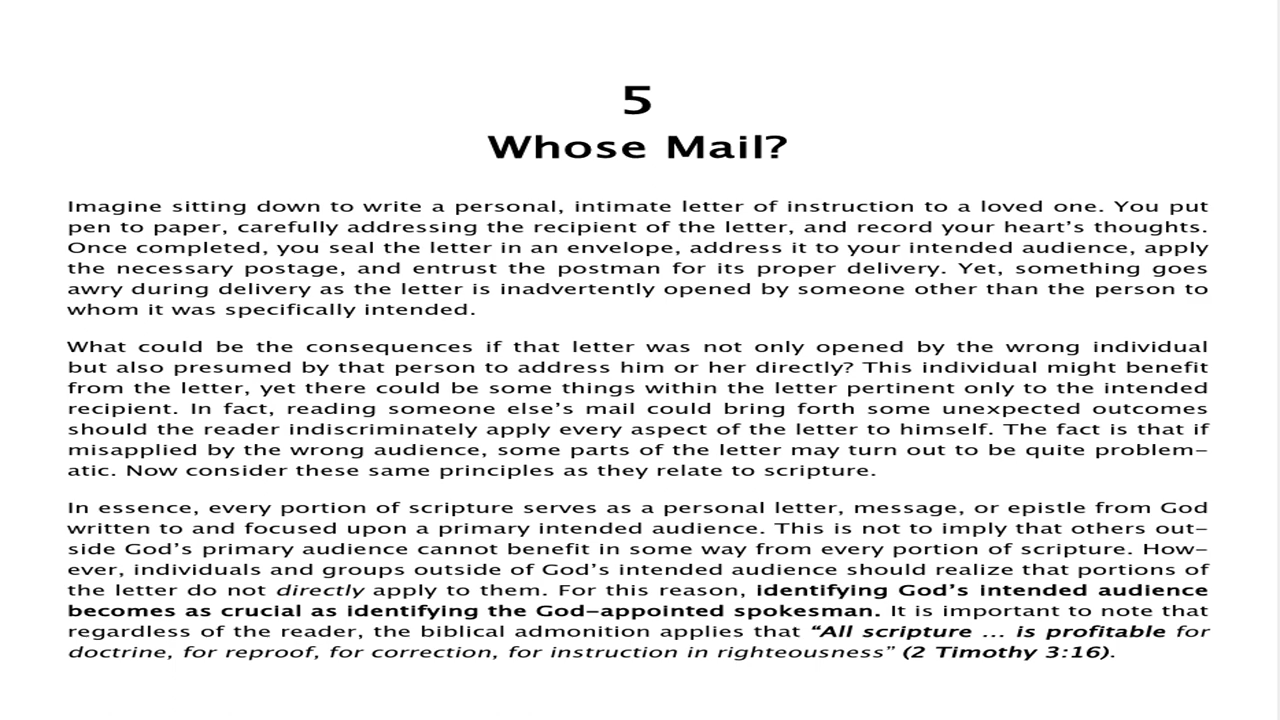 5
Whose Mail?
Imagine sitting down to write a personal, intimate letter of instruction to a loved one. You put
pen to paper, carefully addressing the recipient of the letter, and record your heart’s thoughts.
Once completed, you seal the letter in an envelope, address it to your intended audience, apply
the necessary postage, and entrust the postman for its proper delivery. Yet, something goes
awry during delivery as the letter is inadvertently opened by someone other than the person to
whom it was specifically intended.
What could be the consequences if that letter was not only opened by the wrong individual
but also presumed by that person to address him or her directly? This individual might benefit
from the letter, yet there could be some things within the letter pertinent only to the intended
recipient. In fact, reading someone else’s mail could bring forth some unexpected outcomes
should the reader indiscriminately apply every aspect of the letter to himself. The fact is that if
misapplied by the wrong audience, some parts of the letter may turn out to be quite problem-
atic. Now consider these same principles as they relate to scripture.
In essence, every portion of scripture serves as a personal letter, message, or epistle from God
written to and focused upon a primary intended audience. This is not to imply that others out-
side God’s primary audience cannot benefit in some way from every portion of scripture. How-
ever, individuals and groups outside of God’s intended audience should realize that portions of
the letter do not directly apply to them. For this reason, identifying God’s intended audience
becomes as crucial as identifying the God-appointed spokesman. It is important to note that
regardless of the reader, the biblical admonition applies that “All scripture ... is profitable for
doctrine, for reproof, for correction, for instruction in righteousness” (2 Timothy 3:16).